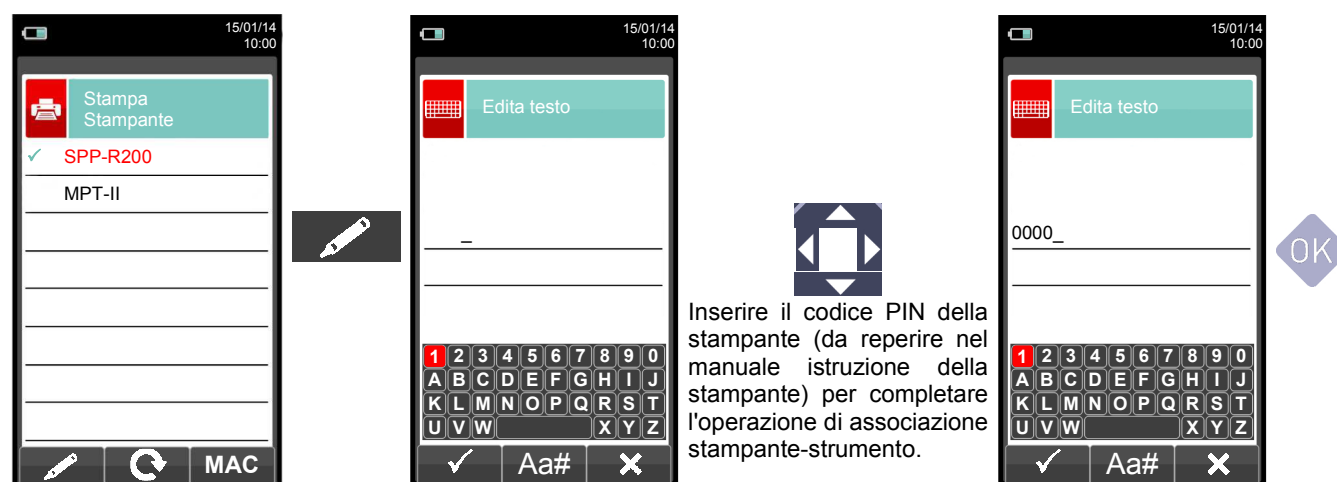 15/01/14
10:00
Stampa
Stampante
✓ SPP-R200
MPT-II
MAC
15/01/14
10:00
Edita testo
_
1 2 3 4 5 6 7 8 9 0
A B C D E F G H I J
K L M N O P Q R S T
U V W X Y Z
Aa#
Inserire il codice PIN della
stampante (da reperire nel
manuale istruzione della
stampante) per completare
l'operazione di associazione
stampante-strumento.
15/01/14
10:00
Edita testo
0000_
1 2 3 4 5 6 7 8 9 0
A B C D E F G H I J
K L M N O P Q R S T
U V W X Y Z
Aa#
OK